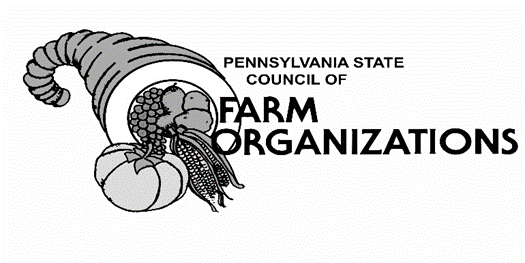 PENNSYLVANIA STATE
COUNCIL OF
FARM
ORGANIZATIONS